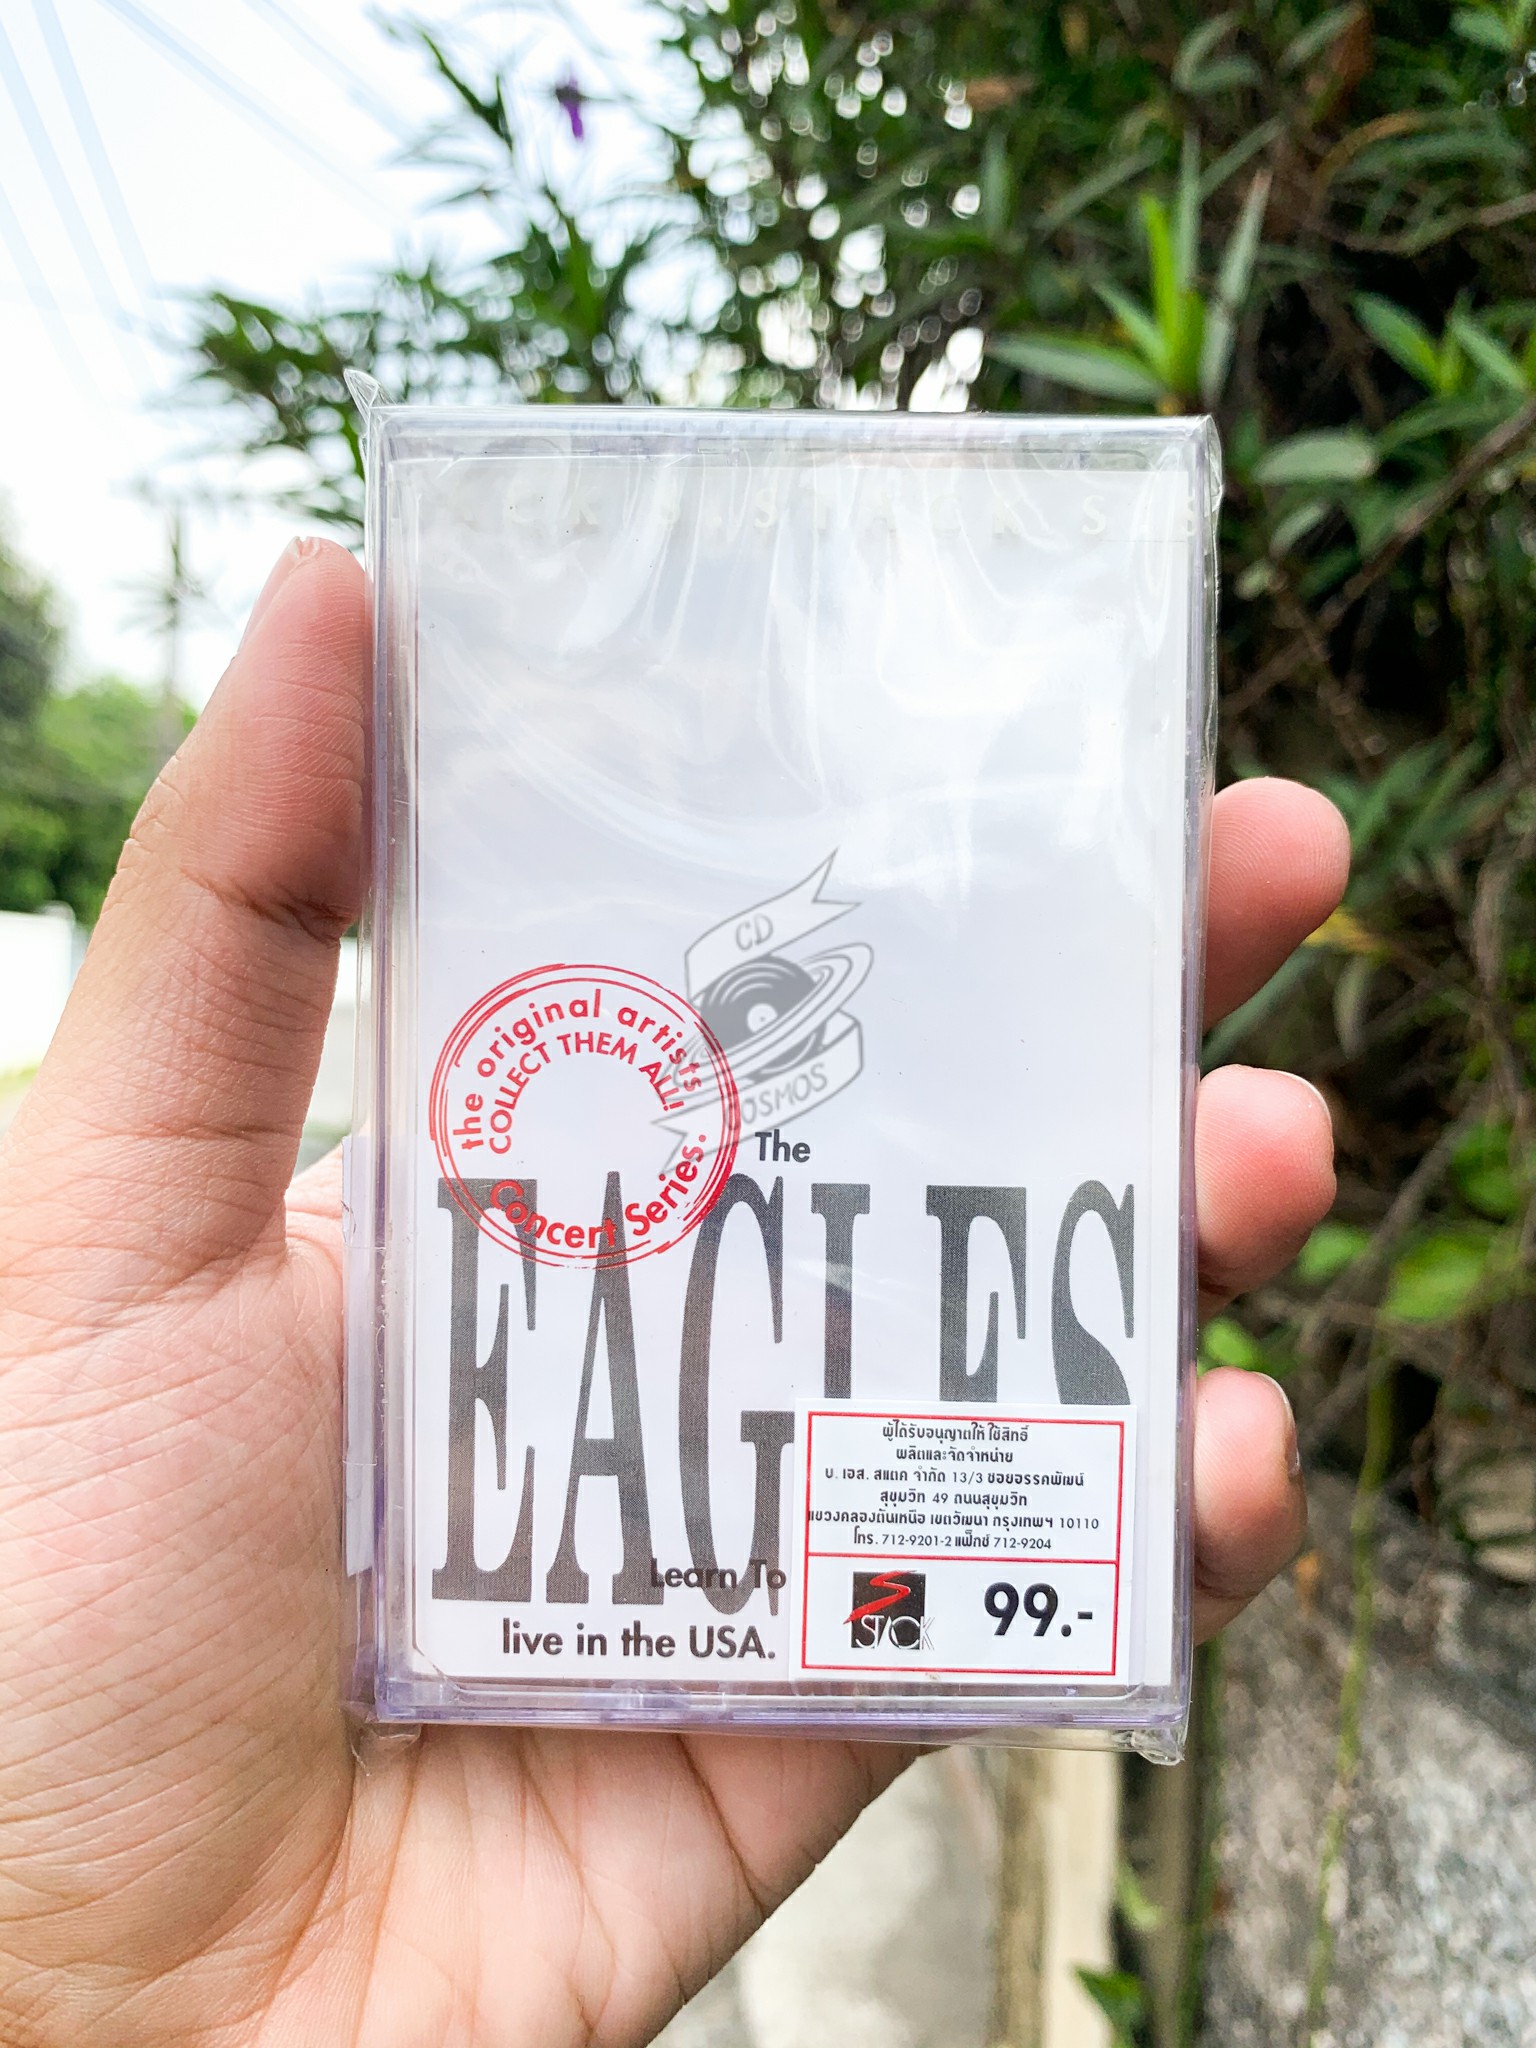 S T A C K S
CD
COSMOS
the original artists
COLLECT THEM ALL!
Concert Series.
The
EAGLES
Learn To
live in the USA.
ผู้ได้รับอนุญาตให้ใช้สิทธิ์
ผลิตและจัดจำหน่าย
บ. เอส. สแตค จำกัด 13/3 ซอยอรรคพัฒน์
สุขุมวิท 49 ถนนสุขุมวิท
แขวงคลองตันเหนือ เขตวัฒนา กรุงเทพฯ 10110
โทร. 712-9201-2 แฟ็กซ์ 712-9204
S STACK
99.-